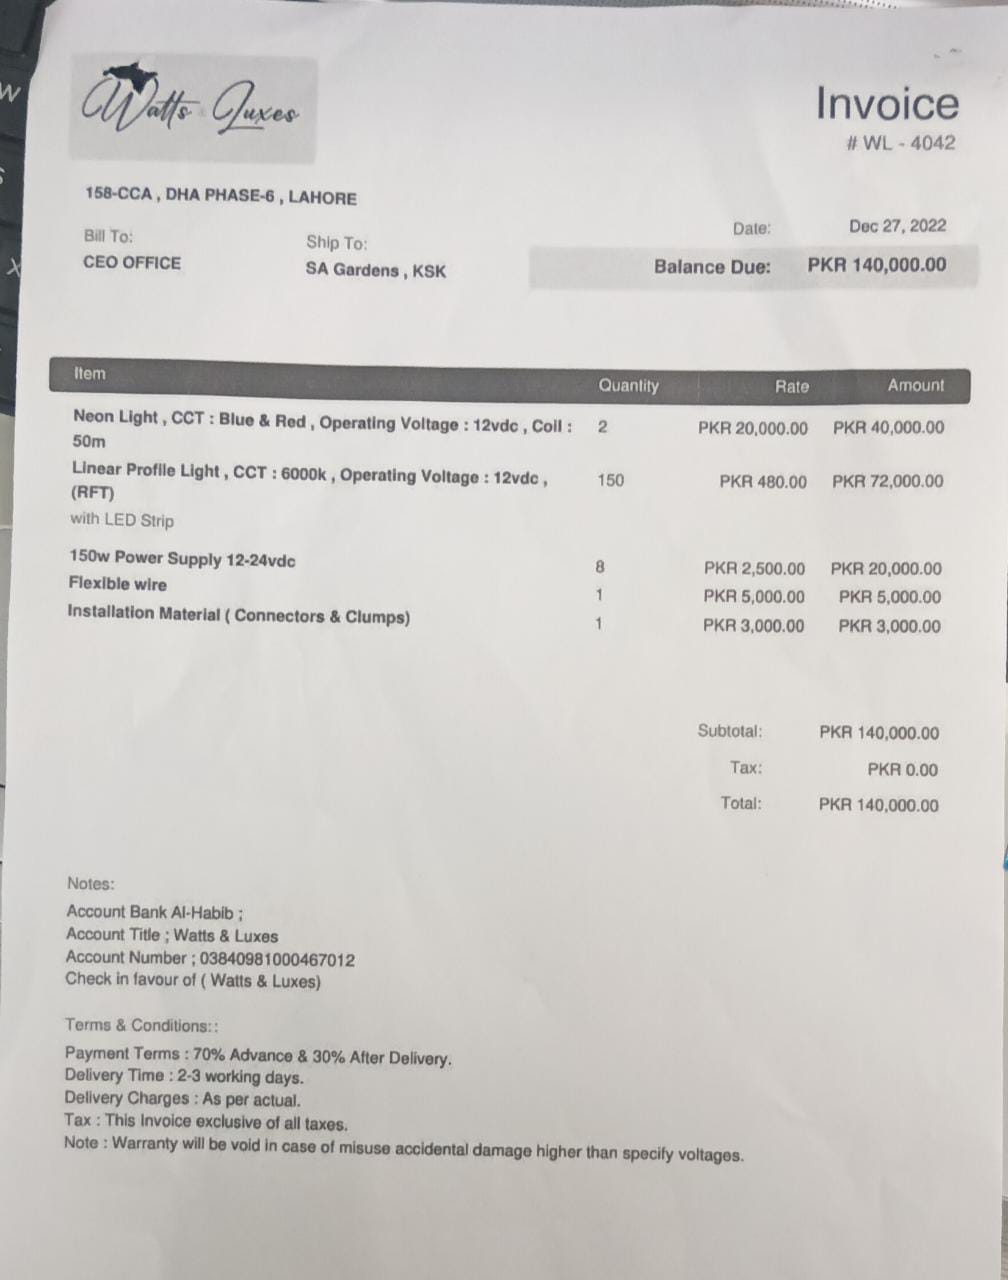 Watts & Luxes
Invoice
# WL - 4042
158-CCA , DHA PHASE-6 , LAHORE
Bill To:
CEO OFFICE
Ship To:
SA Gardens , KSK
Date: Dec 27, 2022
Balance Due: PKR 140,000.00
Item Quantity Rate Amount
Neon Light , CCT : Blue & Red , Operating Voltage : 12vdc , Coil : 2 PKR 20,000.00 PKR 40,000.00
50m
Linear Profile Light , CCT : 6000k , Operating Voltage : 12vdc , 150 PKR 480.00 PKR 72,000.00
(RFT)
with LED Strip
150w Power Supply 12-24vdc 8 PKR 2,500.00 PKR 20,000.00
Flexible wire 1 PKR 5,000.00 PKR 5,000.00
Installation Material ( Connectors & Clumps) 1 PKR 3,000.00 PKR 3,000.00
Subtotal: PKR 140,000.00
Tax: PKR 0.00
Total: PKR 140,000.00
Notes:
Account Bank Al-Habib ;
Account Title ; Watts & Luxes
Account Number ; 03840981000467012
Check in favour of ( Watts & Luxes)
Terms & Conditions::
Payment Terms : 70% Advance & 30% After Delivery.
Delivery Time : 2-3 working days.
Delivery Charges : As per actual.
Tax : This Invoice exclusive of all taxes.
Note : Warranty will be void in case of misuse accidental damage higher than specify voltages.
W
X